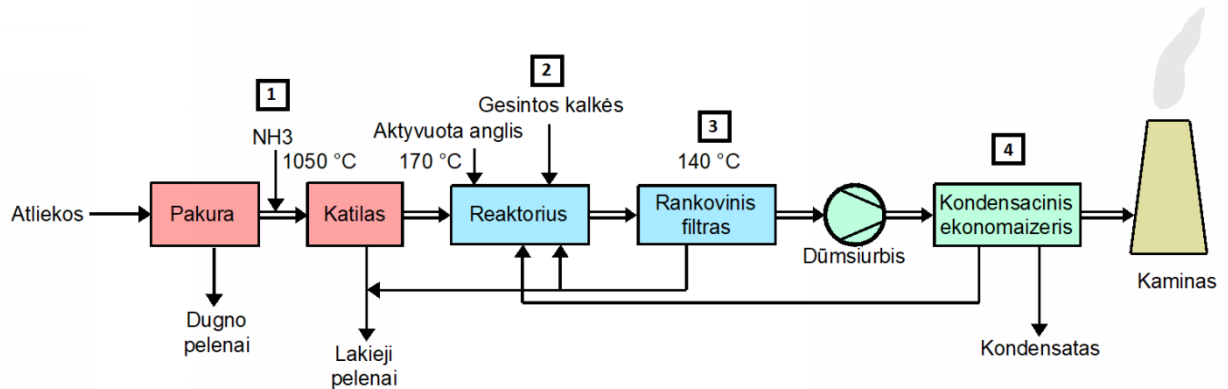 1
NH3
1050 °C
2
Gesintos kalkės
Aktyvuota anglis
170 °C
3
140 °C
4
Atliekos
Pakura
Katilas
Reaktorius
Rankovinis
filtras
Dūmsiurbis
Kondensacinis
ekonomaizeris
Kaminas
Dugno
pelenai
Lakieji
pelenai
Kondensatas